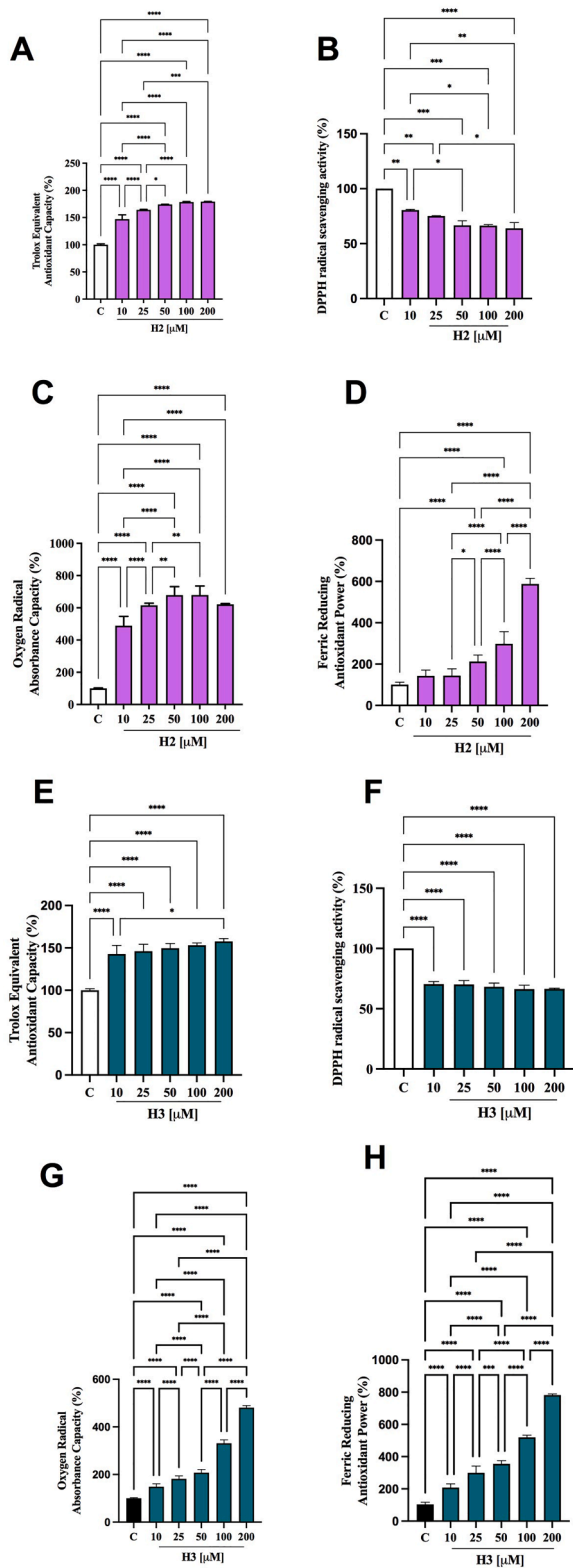 A
****
****
****
***
****
****
****
**** ****
**** **** *
Trolox Equivalent
Antioxidant Capacity (%)
250
200
150
100
50
0
C 10 25 50 100 200
H2 [μM]
B
****
**
***
*
***
** *
** *
DPPH radical scavenging activity (%)
150
100
50
0
C 10 25 50 100 200
H2 [μM]
C
****
****
****
****
****
****
**** **
**** **** **
Oxygen Radical
Absorbance Capacity (%)
1000
800
600
400
200
0
C 10 25 50 100 200
H2 [μM]
D
****
****
****
**** ****
**** ****
* ****
Ferric Reducing
Antioxidant Power (%)
800
600
400
200
0
C 10 25 50 100 200
H2 [μM]
E
****
****
****
****
**** *
Trolox Equivalent
Antioxidant Capacity (%)
200
150
100
50
0
C 10 25 50 100 200
H3 [μM]
F
****
****
****
****
****
DPPH radical scavenging activity (%)
150
100
50
0
C 10 25 50 100 200
H3 [μM]
G
****
****
****
****
****
****
****
****
**** **** ****
**** **** **** ****
Oxygen Radical
Absorbance Capacity (%)
600
400
200
0
C 10 25 50 100 200
H3 [μM]
H
****
****
****
****
****
****
**** ****
**** ****
**** **** *** **** ****
Ferric Reducing
Antioxidant Power (%)
1000
800
600
400
200
0
C 10 25 50 100 200
H3 [μM]